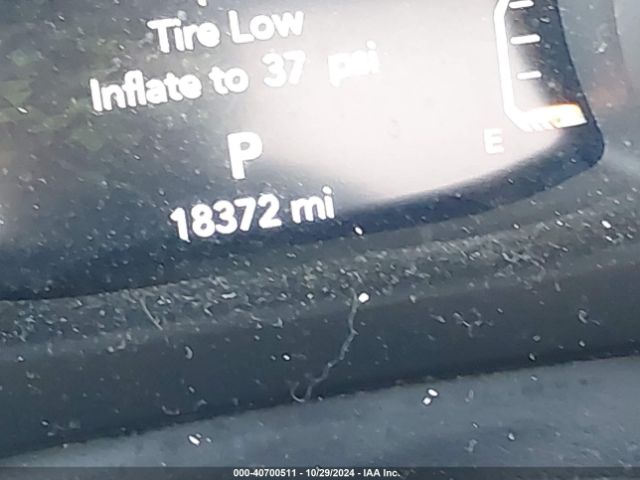 Tire Low
Inflate to 37 psi
P
E
18372 mi
000-40700511 - 10/29/2024 - IAA Inc.